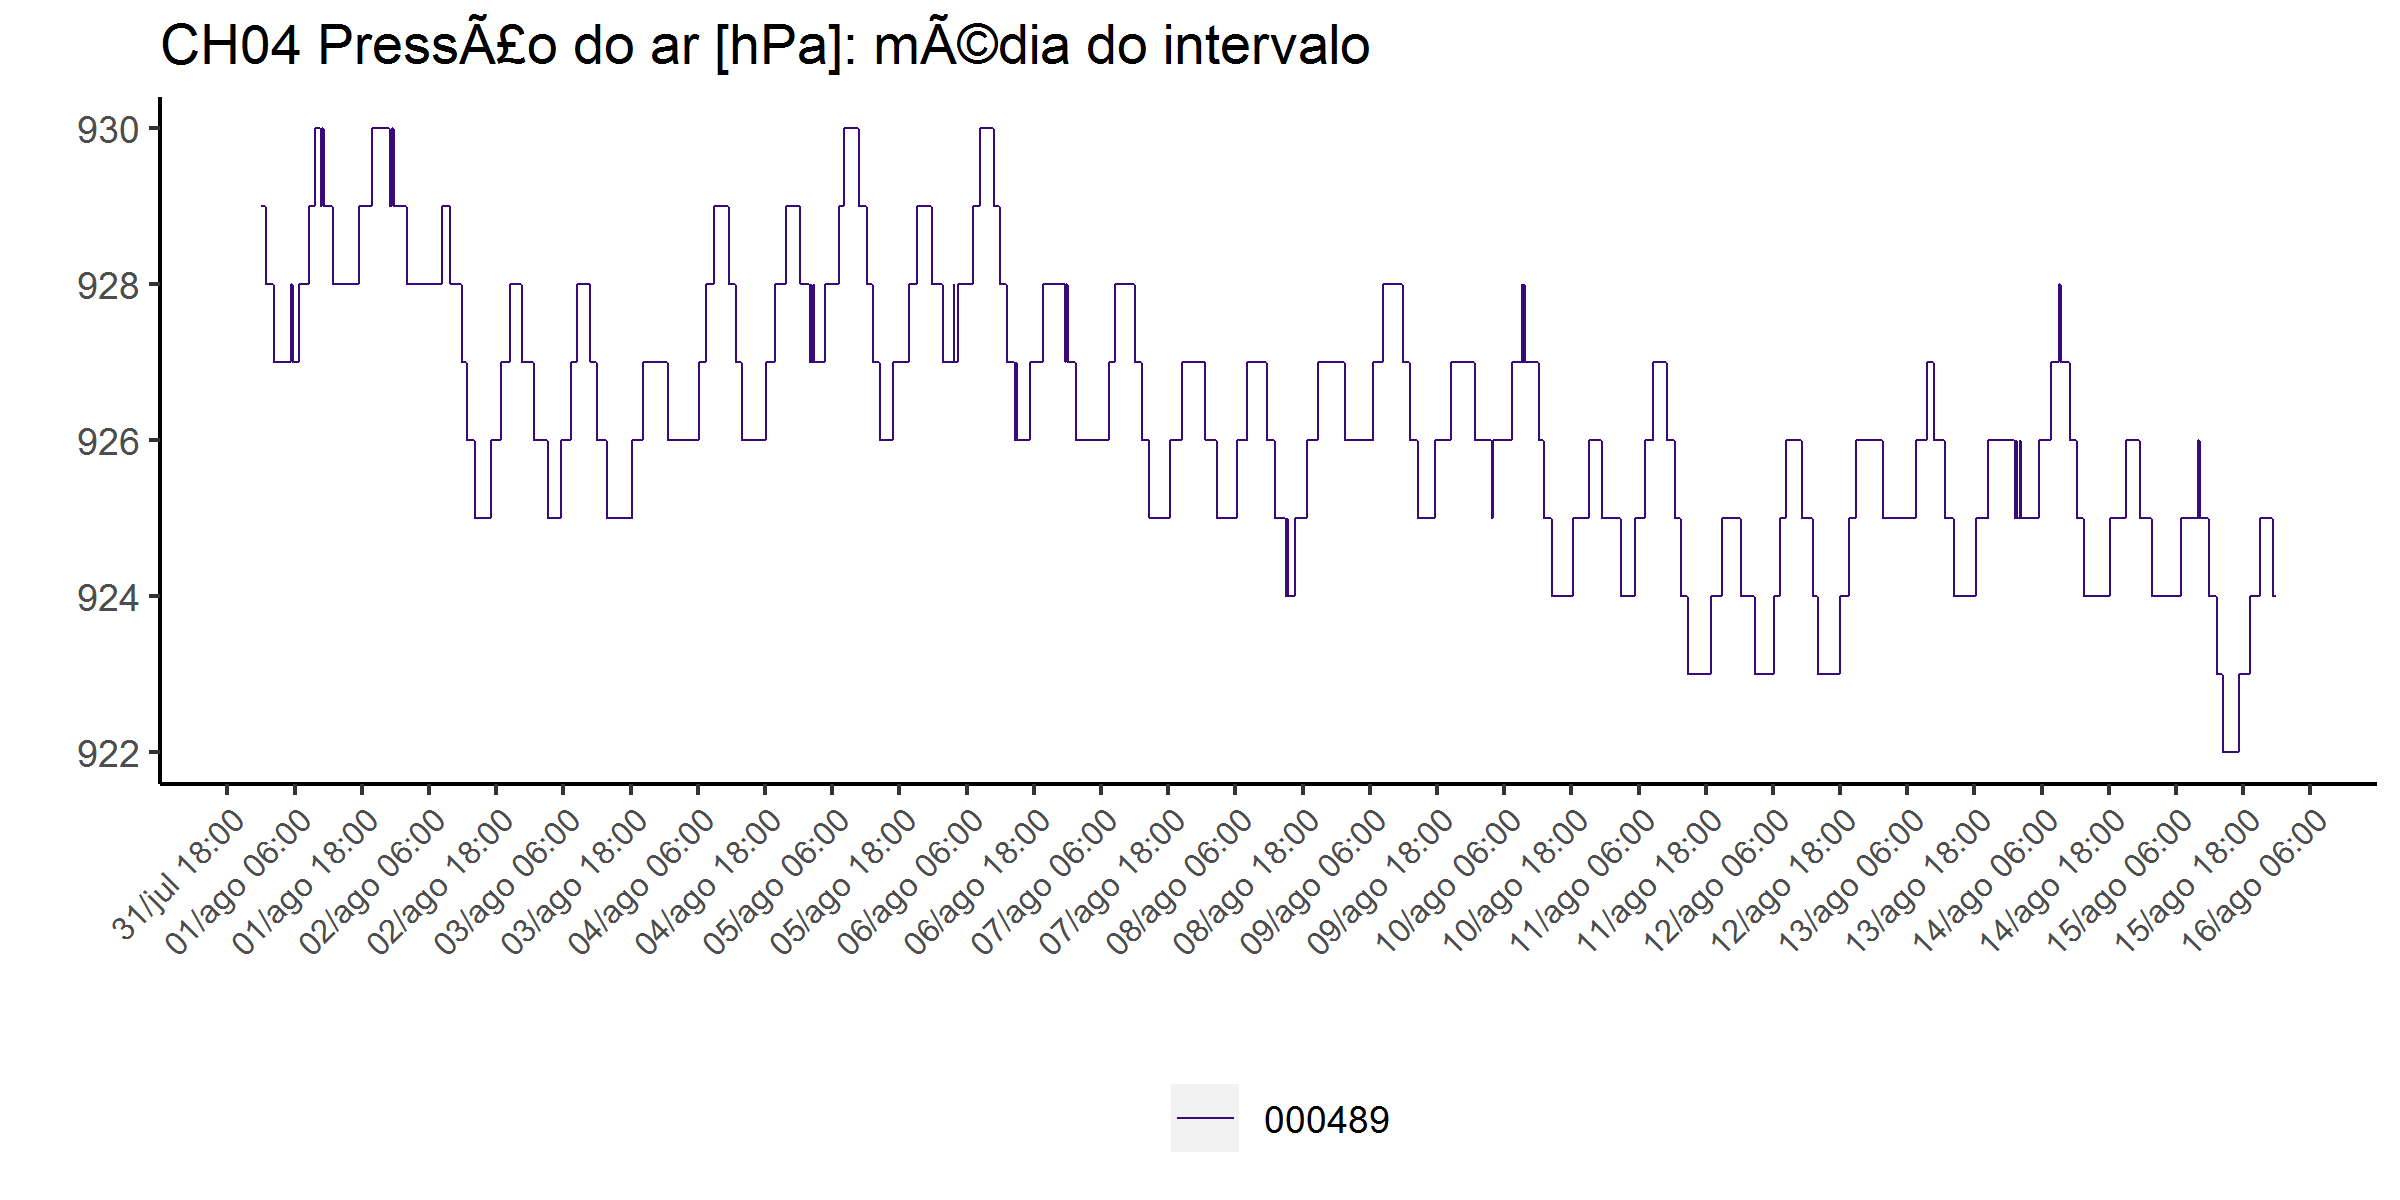 CH04 PressÃ£o do ar [hPa]: mÃ©dia do intervalo
930
928
926
924
922
31/jul 18:00
01/ago 06:00
01/ago 18:00
02/ago 06:00
02/ago 18:00
03/ago 06:00
03/ago 18:00
04/ago 06:00
04/ago 18:00
05/ago 06:00
05/ago 18:00
06/ago 06:00
06/ago 18:00
07/ago 06:00
07/ago 18:00
08/ago 06:00
08/ago 18:00
09/ago 06:00
09/ago 18:00
10/ago 06:00
10/ago 18:00
11/ago 06:00
11/ago 18:00
12/ago 06:00
12/ago 18:00
13/ago 06:00
13/ago 18:00
14/ago 06:00
14/ago 18:00
15/ago 06:00
15/ago 18:00
16/ago 06:00
000489